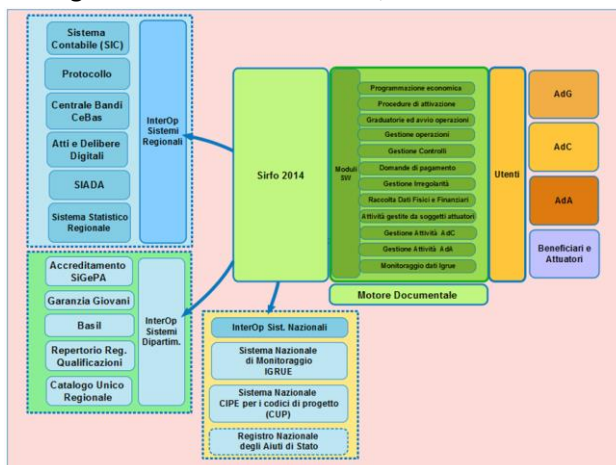 Sistema
Contabile (SIC)
Protocollo
Centrale Bandi
CeBas
Atti e Delibere
Digitali
SIADA
Sistema Statistico
Regionale
InterOp
Sistemi
Regionali
Accreditamento
SiGePA
Garanzia Giovani
Basil
Repertorio Reg.
Qualificazioni
Catalogo Unico
Regionale
InterOp
Sistemi
Dipartim.
Sirfo 2014
Moduli
SW
Programmazione economica
Procedure di attivazione
Graduatorie ed avvio operazioni
Gestione operazioni
Gestione Controlli
Domande di pagamento
Gestione Irregolarità
Raccolta Dati Fisici e Finanziari
Attività gestite da soggetti attuatori
Gestione Attività AdC
Gestione Attività AdA
Monitoraggio dati Igrue
Utenti
AdG
AdC
AdA
Beneficiari e
Attuatori
Motore Documentale
InterOp Sist. Nazionali
Sistema Nazionale
di Monitoraggio
IGRUE
Sistema Nazionale
CIPE per i codici di progetto
(CUP)
Registro Nazionale
degli Aiuti di Stato